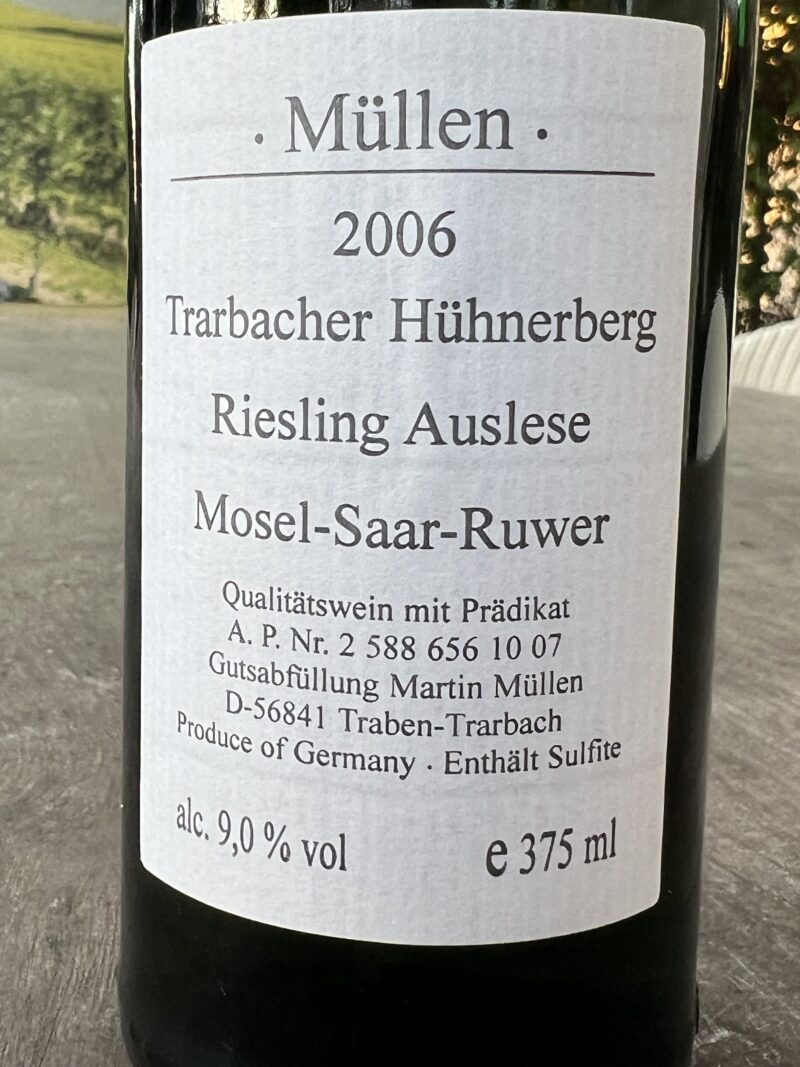 · Müllen ·
2006
Trarbacher Hühnerberg
Riesling Auslese
Mosel-Saar-Ruwer
Qualitätswein mit Prädikat
A. P. Nr. 2 588 656 10 07
Gutsabfüllung Martin Müllen
D-56841 Traben-Trarbach
Produce of Germany · Enthält Sulfite
alc. 9,0 % vol e 375 ml